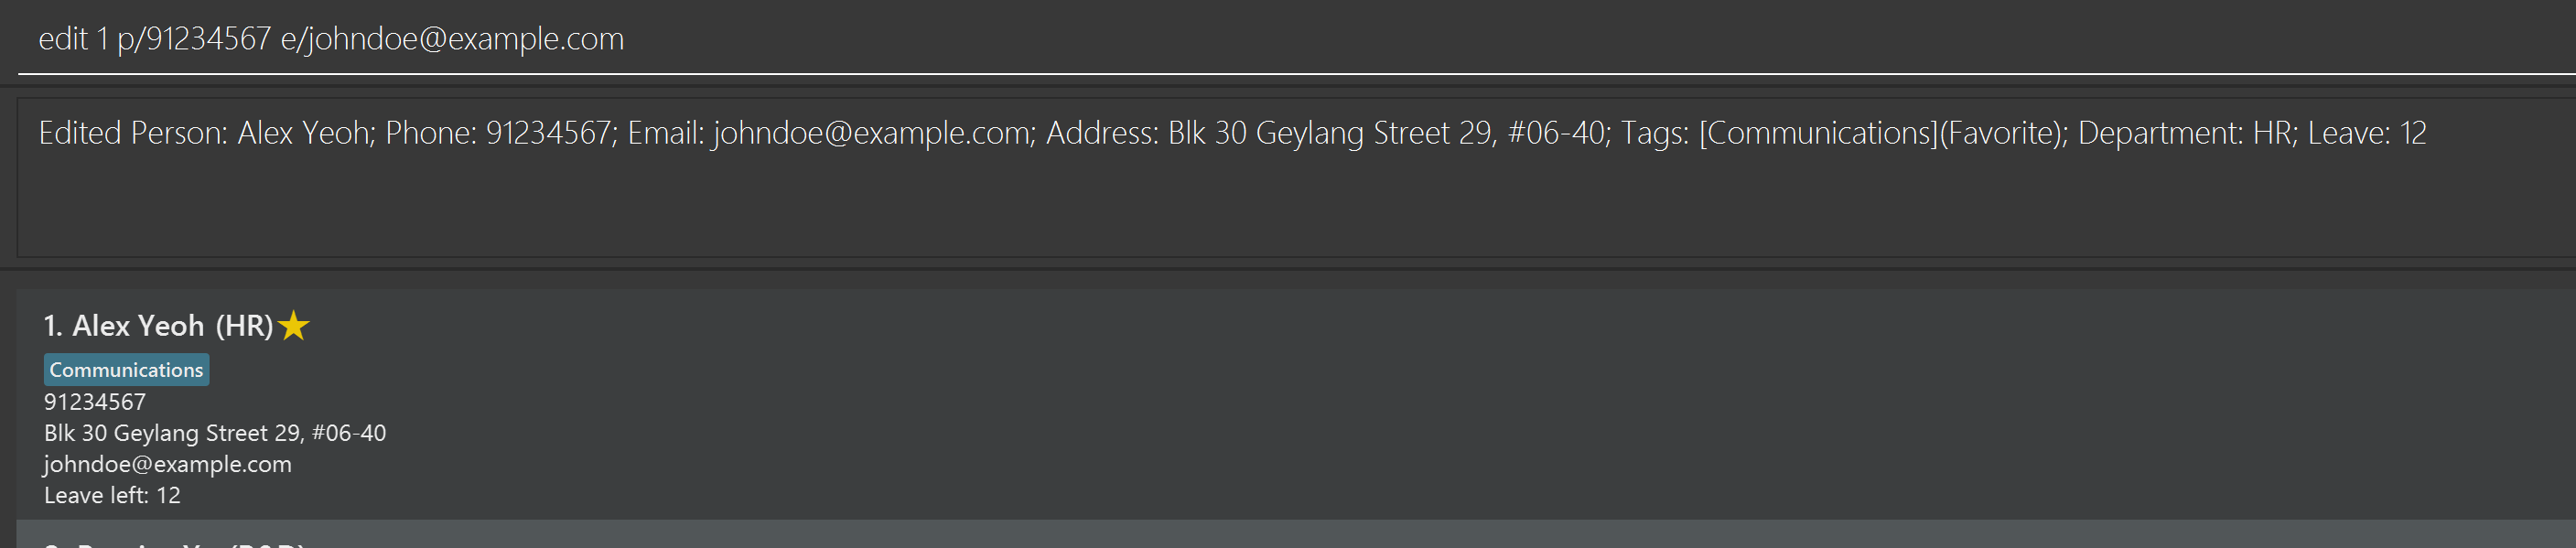 edit 1 p/91234567 e/johndoe@example.com
Edited Person: Alex Yeoh; Phone: 91234567; Email: johndoe@example.com; Address: Blk 30 Geylang Street 29, #06-40; Tags: [Communications](Favorite); Department: HR; Leave: 12
1. Alex Yeoh (HR)
Communications
91234567
Blk 30 Geylang Street 29, #06-40
johndoe@example.com
Leave left: 12